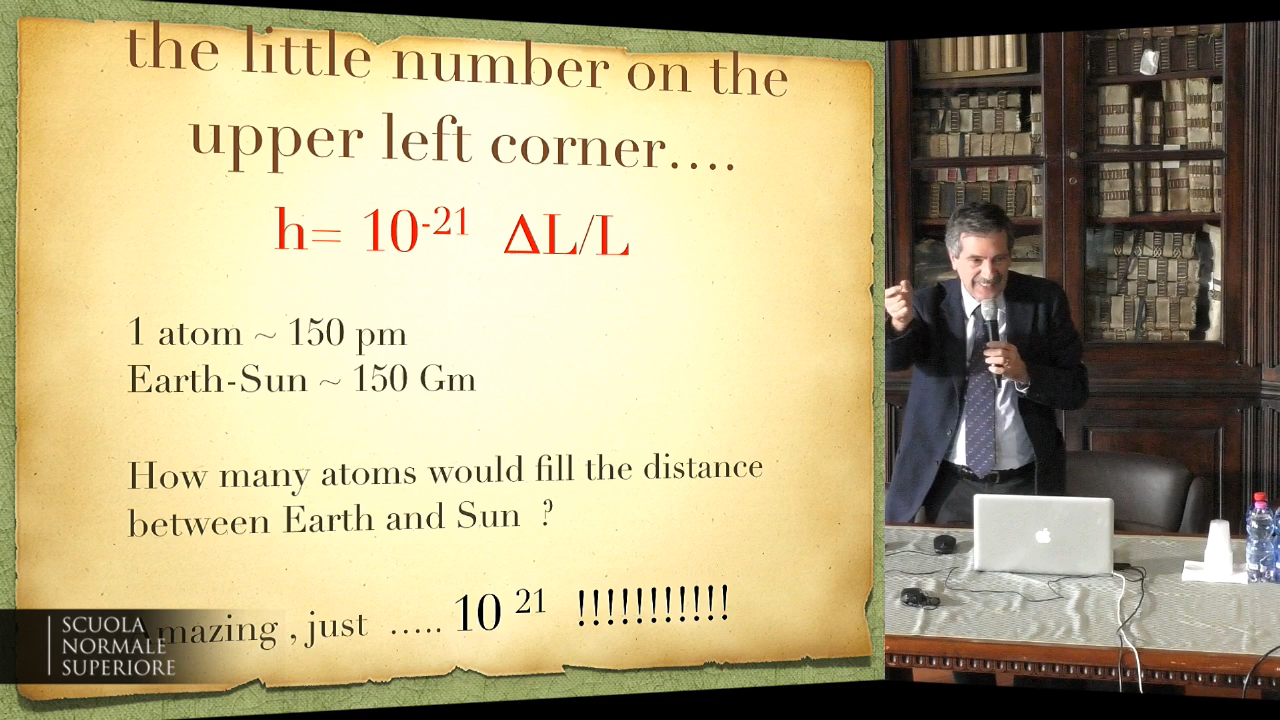 the little number on the
upper left corner....
h= 10⁻²¹ ΔL/L
1 atom ~ 150 pm
Earth-Sun ~ 150 Gm
How many atoms would fill the distance
between Earth and Sun ?
Amazing , just ..... 10 ²¹ !!!!!!!!!!!
SCUOLA
NORMALE
SUPERIORE